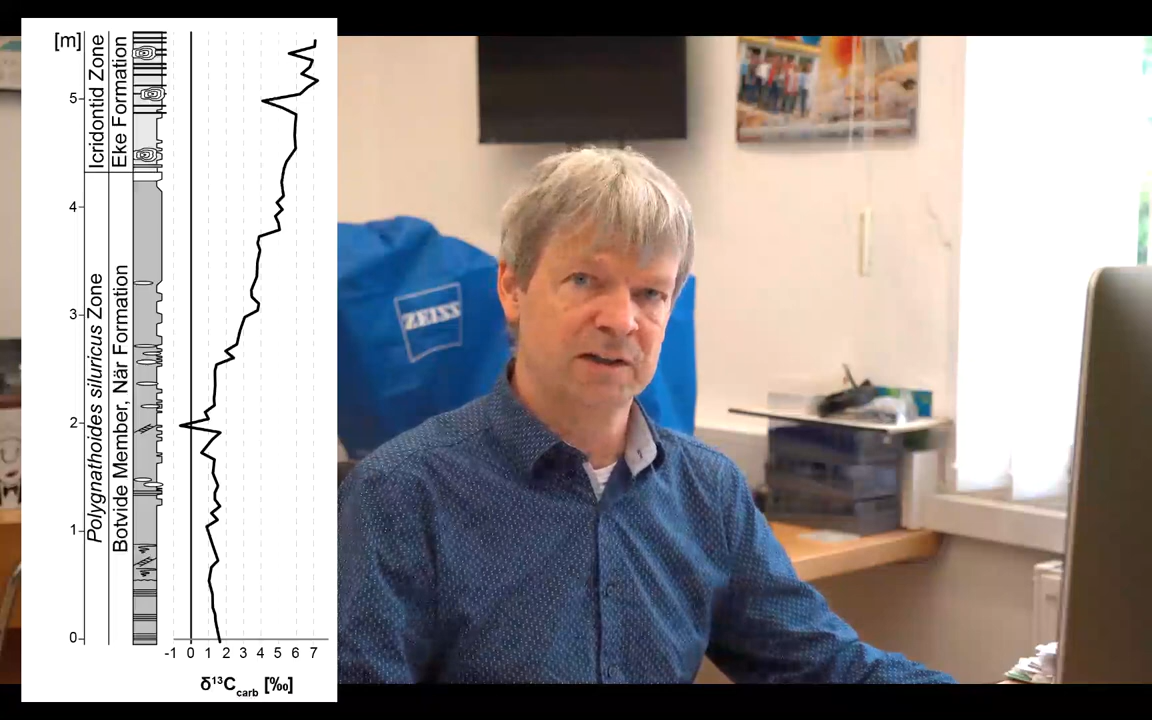 [m]
Icridontid Zone
Eke Formation
Polygnathoides siluricus Zone
Botvide Member, När Formation
5
4
3
2
1
0
-1 0 1 2 3 4 5 6 7
δ¹³Ccarb [‰]
ZEISS